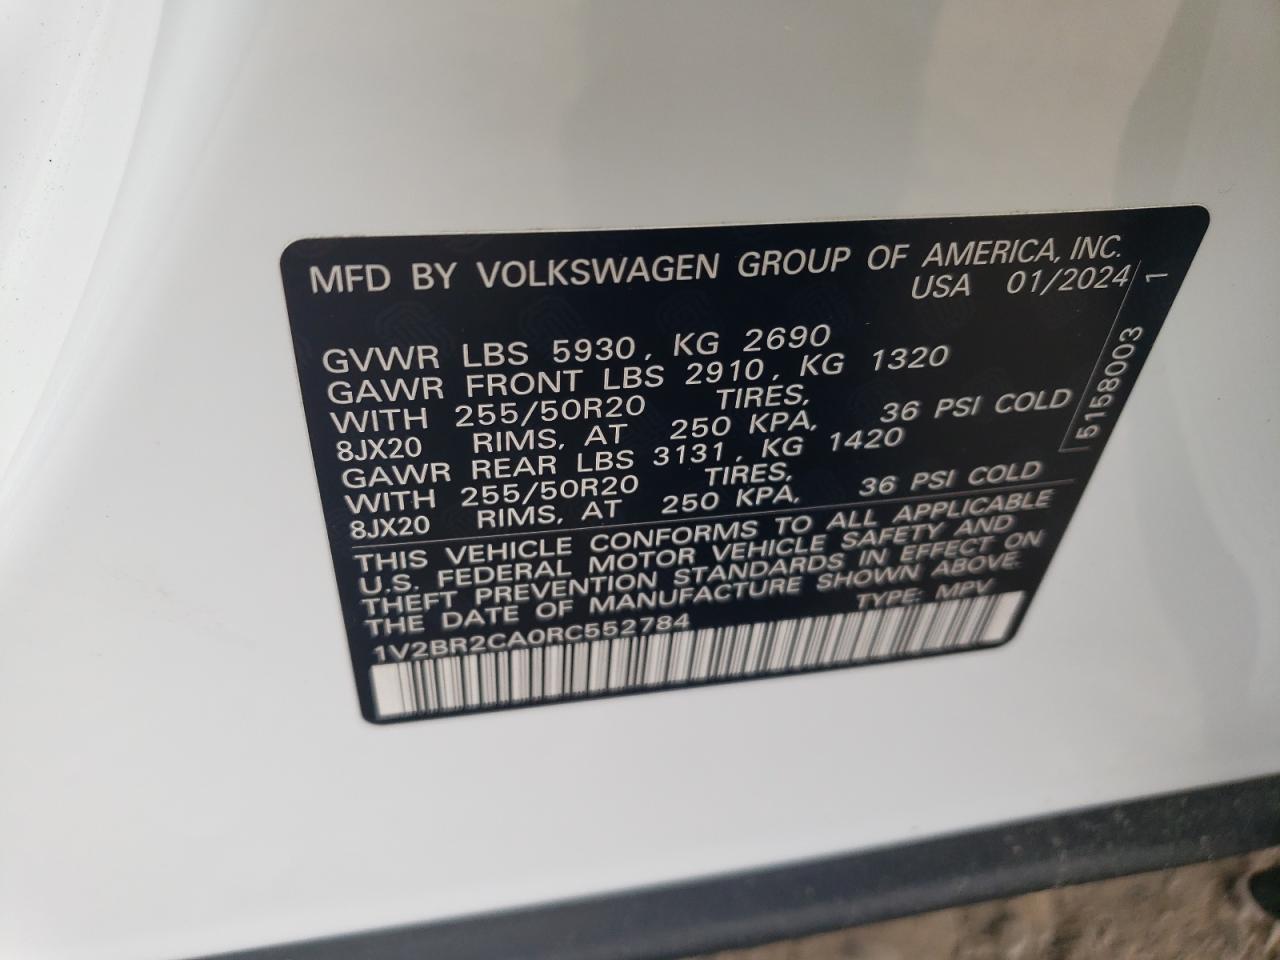 MFD BY VOLKSWAGEN GROUP OF AMERICA, INC.
USA 01/2024
GVWR LBS 5930, KG 2690
GAWR FRONT LBS 2910, KG 1320
WITH 255/50R20 TIRES,
8JX20 RIMS, AT 250 KPA, 36 PSI COLD
GAWR REAR LBS 3131, KG 1420
WITH 255/50R20 TIRES,
8JX20 RIMS, AT 250 KPA, 36 PSI COLD
THIS VEHICLE CONFORMS TO ALL APPLICABLE
U.S. FEDERAL MOTOR VEHICLE SAFETY AND
THEFT PREVENTION STANDARDS IN EFFECT ON
THE DATE OF MANUFACTURE SHOWN ABOVE.
TYPE: MPV
1V2BR2CA0RC552784
5158003 1